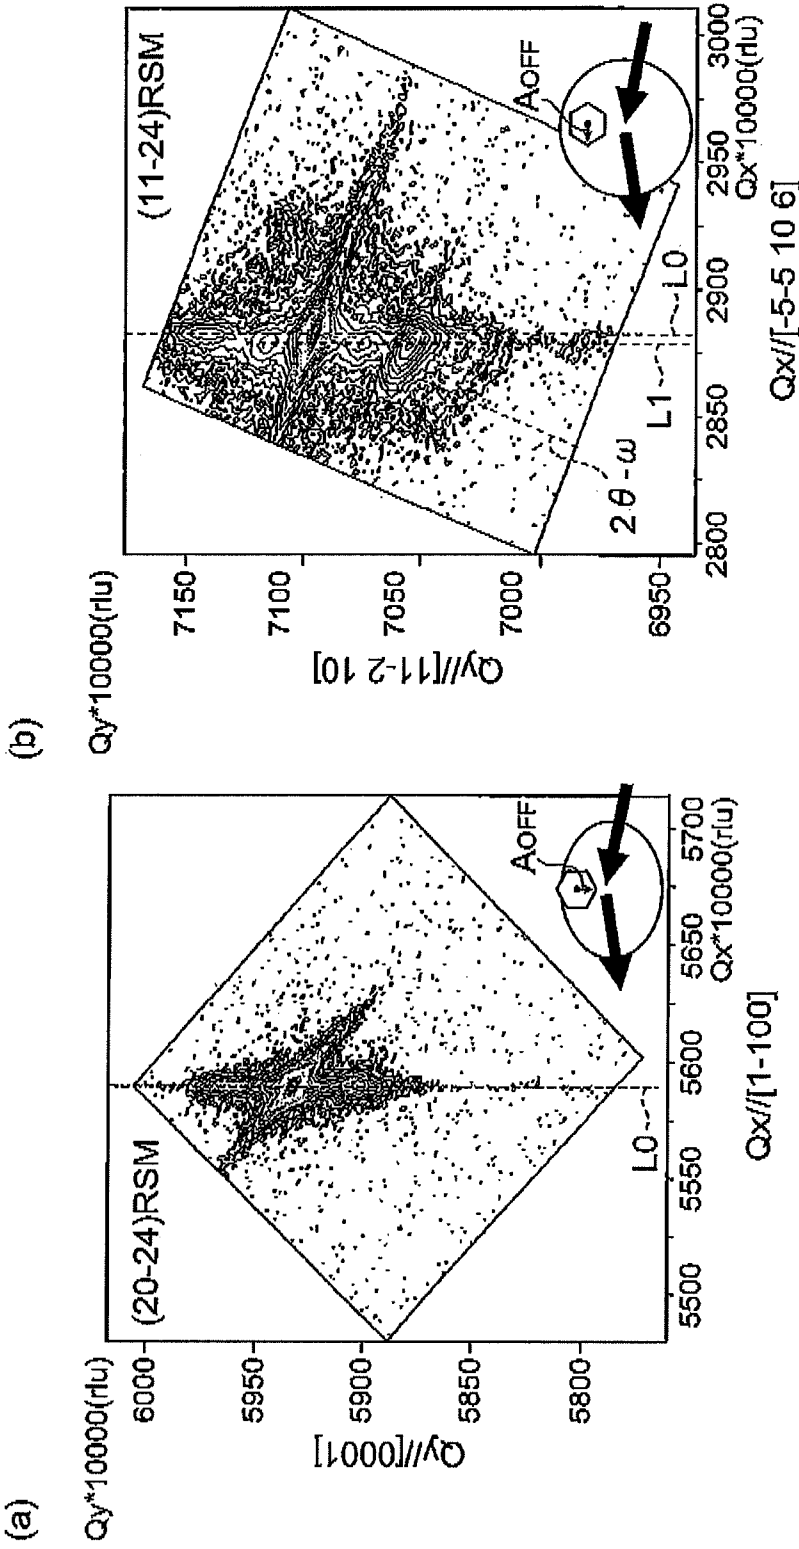 (a)
Qy*10000(rlu)
(20-24)RSM
6000
5950
5900
5850
5800
Qy//[0001]
AOFF
L0
5500
5550
5600
5650
5700
Qx*10000(rlu)
Qx//[1-100]
(b)
Qy*10000(rlu)
(11-24)RSM
7150
7100
7050
7000
6950
Qy//[11-2 10]
AOFF
2θ-ω
L1
L0
2800
2850
2900
2950
3000
Qx*10000(rlu)
Qx//[-5-5 10 6]